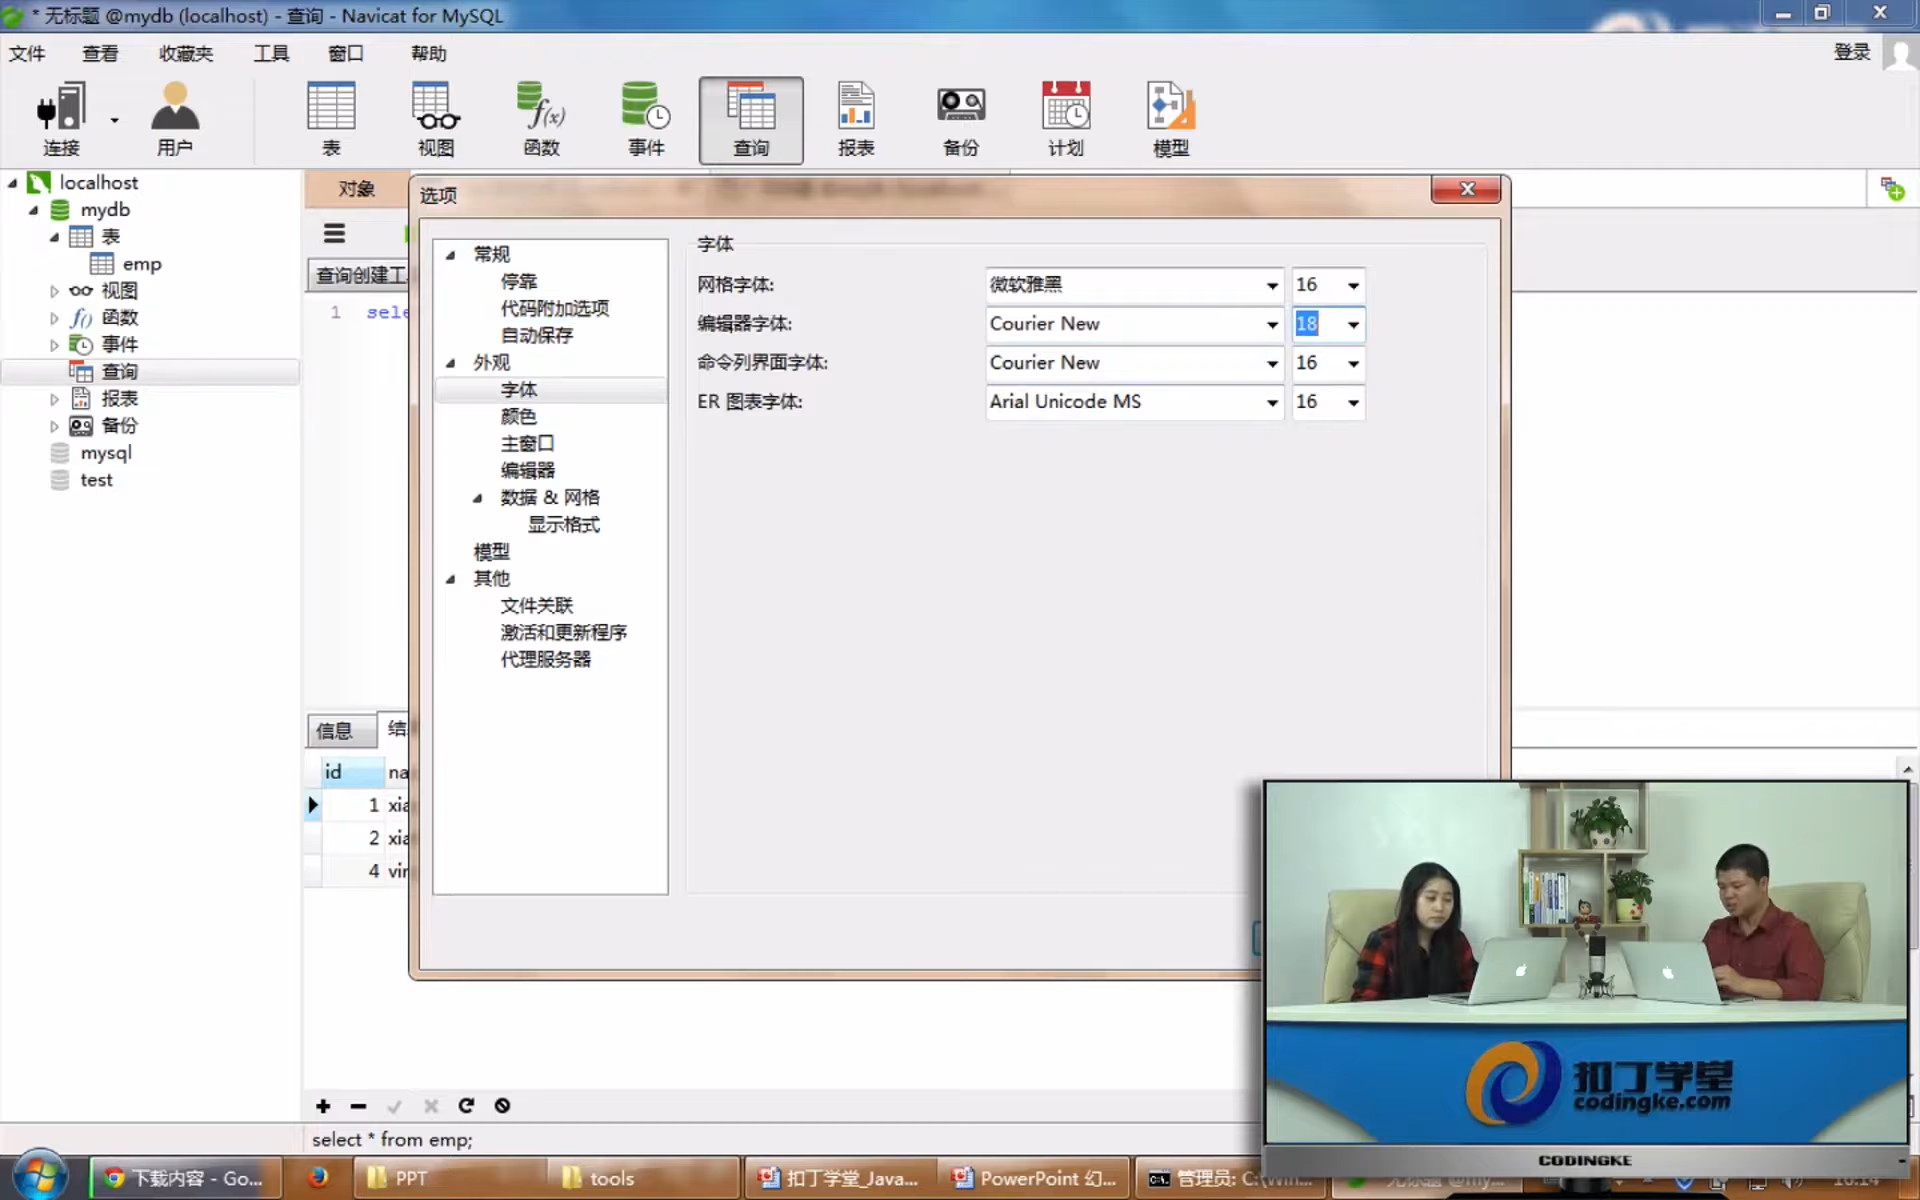 * 无标题 @mydb (localhost) - 查询 - Navicat for MySQL
文件 查看 收藏夹 工具 窗口 帮助 登录
连接 用户 表 视图 函数 事件 查询 报表 备份 计划 模型
localhost
mydb
表
emp
视图
函数
事件
查询
报表
备份
mysql
test
对象
查询创建工
1 sele
选项
常规
停靠
代码附加选项
自动保存
外观
字体
颜色
主窗口
编辑器
数据 & 网格
显示格式
模型
其他
文件关联
激活和更新程序
代理服务器
字体
网格字体: 微软雅黑 16
编辑器字体: Courier New 18
命令列界面字体: Courier New 16
ER 图表字体: Arial Unicode MS 16
信息 结
id na
1 xia
2 xia
4 vin
select * from emp;
扣丁学堂
codingke.com
CODINGKE
下载内容 - Go... PPT tools 扣丁学堂_Java... PowerPoint 幻... 管理员: C:\Win... 无标题 @my...
16:14